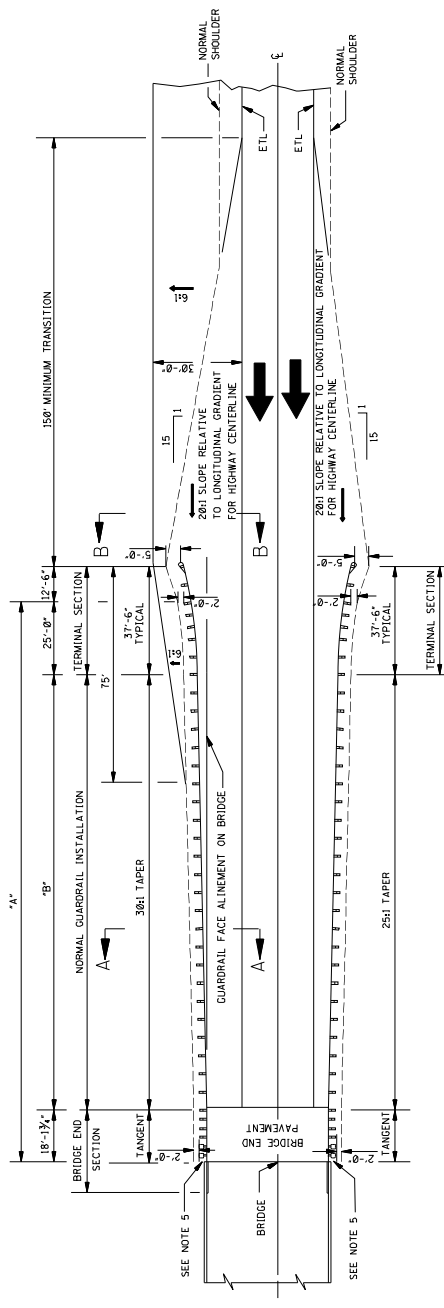 150' MINIMUM TRANSITION
12'-6"
25'-0"
TERMINAL SECTION
37'-6"
TYPICAL
75'
6:1
"A"
"B"
NORMAL GUARDRAIL INSTALLATION
30:1 TAPER
18'-1¾"
BRIDGE END
SECTION
TANGENT
2'-0"
SEE NOTE 5
A
A
B
B
5'-0"
2'-0"
15
1
6:1
30'-0"
20:1 SLOPE RELATIVE
TO LONGITUDINAL GRADIENT
FOR HIGHWAY CENTERLINE
NORMAL
SHOULDER
ETL
℄
ETL
NORMAL
SHOULDER
20:1 SLOPE RELATIVE TO LONGITUDINAL GRADIENT
FOR HIGHWAY CENTERLINE
1
15
GUARDRAIL FACE ALINEMENT ON BRIDGE
BRIDGE END
PAVEMENT
BRIDGE
SEE NOTE 5
2'-0"
TANGENT
25:1 TAPER
2'-0"
5'-0"
37'-6"
TYPICAL
TERMINAL SECTION